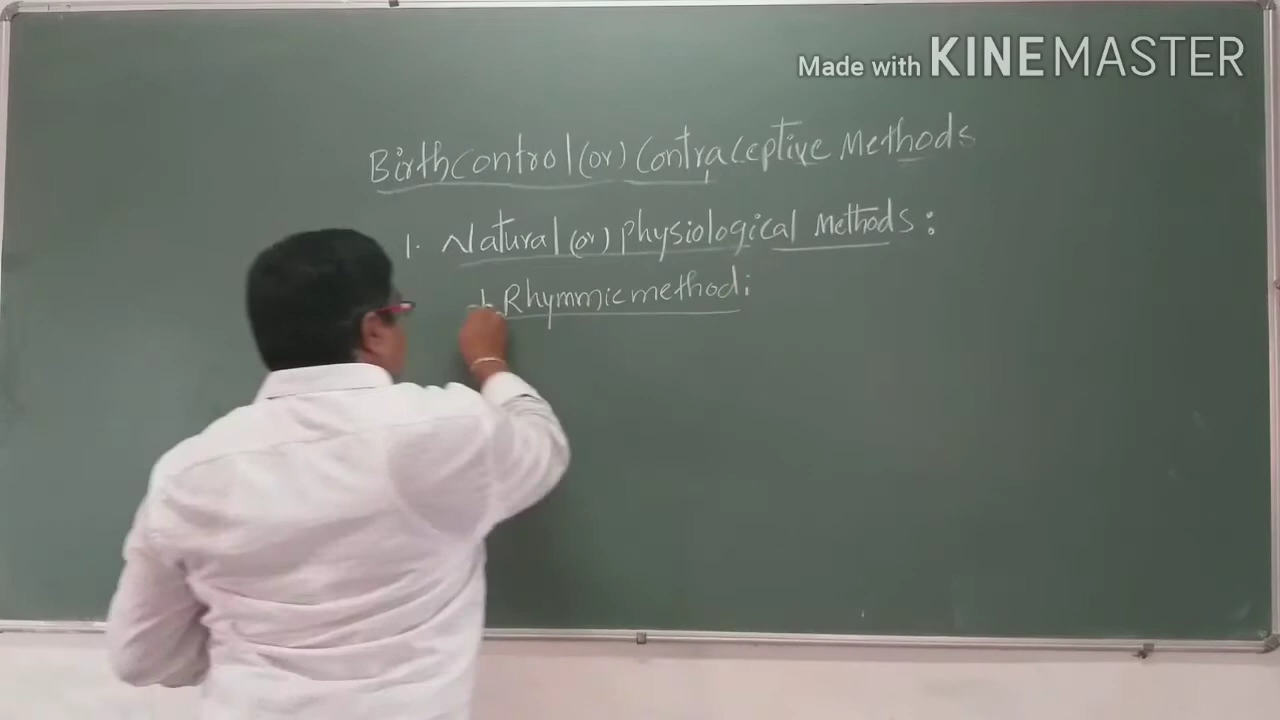 Made with KINEMASTER
Birthcontrol (or) Contraceptive Methods
1. Natural (or) Physiological Methods:
Rhymmic method: